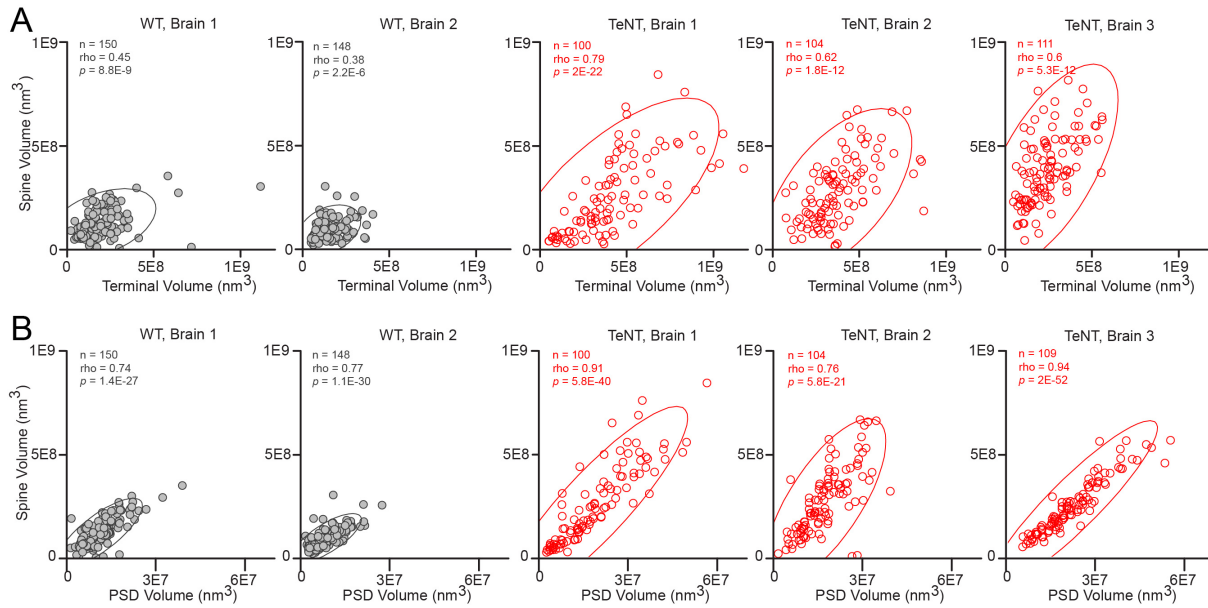 A
WT, Brain 1
WT, Brain 2
TeNT, Brain 1
TeNT, Brain 2
TeNT, Brain 3
Spine Volume (nm3)
1E9
5E8
0
n = 150
rho = 0.45
p = 8.8E-9
0 5E8 1E9
Terminal Volume (nm3)
1E9
5E8
0
n = 148
rho = 0.38
p = 2.2E-6
0 5E8 1E9
Terminal Volume (nm3)
1E9
5E8
0
n = 100
rho = 0.79
p = 2E-22
0 5E8 1E9
Terminal Volume (nm3)
1E9
5E8
0
n = 104
rho = 0.62
p = 1.8E-12
0 5E8 1E9
Terminal Volume (nm3)
1E9
5E8
0
n = 111
rho = 0.6
p = 5.3E-12
0 5E8 1E9
Terminal Volume (nm3)
B
WT, Brain 1
WT, Brain 2
TeNT, Brain 1
TeNT, Brain 2
TeNT, Brain 3
Spine Volume (nm3)
1E9
5E8
0
n = 150
rho = 0.74
p = 1.4E-27
0 3E7 6E7
PSD Volume (nm3)
1E9
5E8
0
n = 148
rho = 0.77
p = 1.1E-30
0 3E7 6E7
PSD Volume (nm3)
1E9
5E8
0
n = 100
rho = 0.91
p = 5.8E-40
0 3E7 6E7
PSD Volume (nm3)
1E9
5E8
0
n = 104
rho = 0.76
p = 5.8E-21
0 3E7 6E7
PSD Volume (nm3)
1E9
5E8
0
n = 109
rho = 0.94
p = 2E-52
0 3E7 6E7
PSD Volume (nm3)